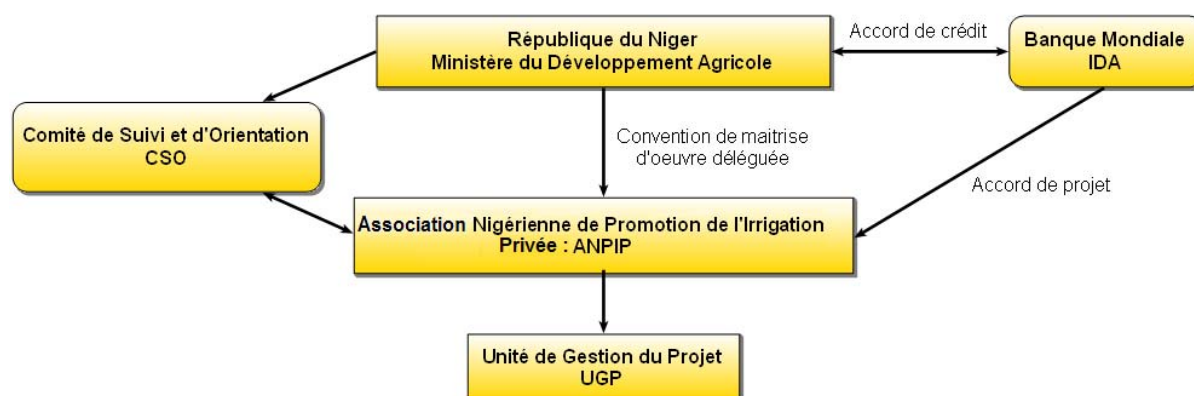 République du Niger
Ministère du Développement Agricole
Accord de crédit
Banque Mondiale
IDA
Comité de Suivi et d'Orientation
CSO
Convention de maitrise
d'oeuvre déléguée
Accord de projet
Association Nigérienne de Promotion de l'Irrigation
Privée : ANPIP
Unité de Gestion du Projet
UGP